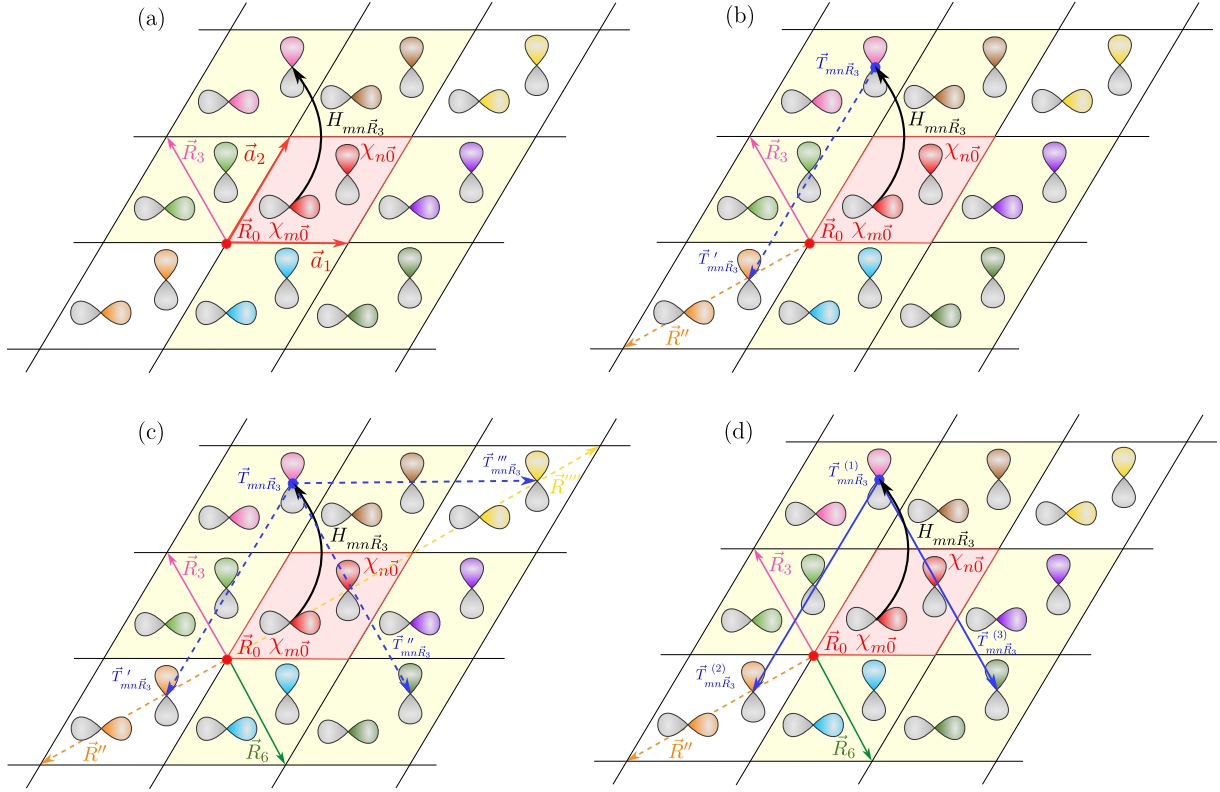 (a)
$\vec{R}_3$
$\vec{a}_2$
$H_{mn\vec{R}_3}$
$\chi_{n\vec{0}}$
$\vec{R}_0$ $\chi_{m\vec{0}}$
$\vec{a}_1$
(b)
$\vec{T}_{mn\vec{R}_3}$
$H_{mn\vec{R}_3}$
$\vec{R}_3$
$\chi_{n\vec{0}}$
$\vec{R}_0$ $\chi_{m\vec{0}}$
$\vec{T}'_{mn\vec{R}_3}$
$\vec{R}''$
(c)
$\vec{T}_{mn\vec{R}_3}$
$\vec{T}'''_{mn\vec{R}_3}$
$\vec{R}''''$
$H_{mn\vec{R}_3}$
$\vec{R}_3$
$\chi_{n\vec{0}}$
$\vec{R}_0$ $\chi_{m\vec{0}}$
$\vec{T}''_{mn\vec{R}_3}$
$\vec{T}'_{mn\vec{R}_3}$
$\vec{R}''$
$\vec{R}_6$
(d)
$\vec{T}^{(1)}_{mn\vec{R}_3}$
$H_{mn\vec{R}_3}$
$\vec{R}_3$
$\chi_{n\vec{0}}$
$\vec{R}_0$ $\chi_{m\vec{0}}$
$\vec{T}^{(3)}_{mn\vec{R}_3}$
$\vec{T}^{(2)}_{mn\vec{R}_3}$
$\vec{R}''$
$\vec{R}_6$